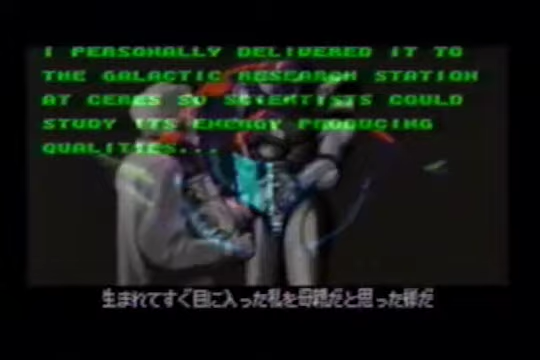 I PERSONALLY DELIVERED IT TO
THE GALACTIC RESEARCH STATION
AT CERES SO SCIENTISTS COULD
STUDY ITS ENERGY PRODUCING
QUALITIES...
生まれてすぐ目に入った私を母親だと思った様だ